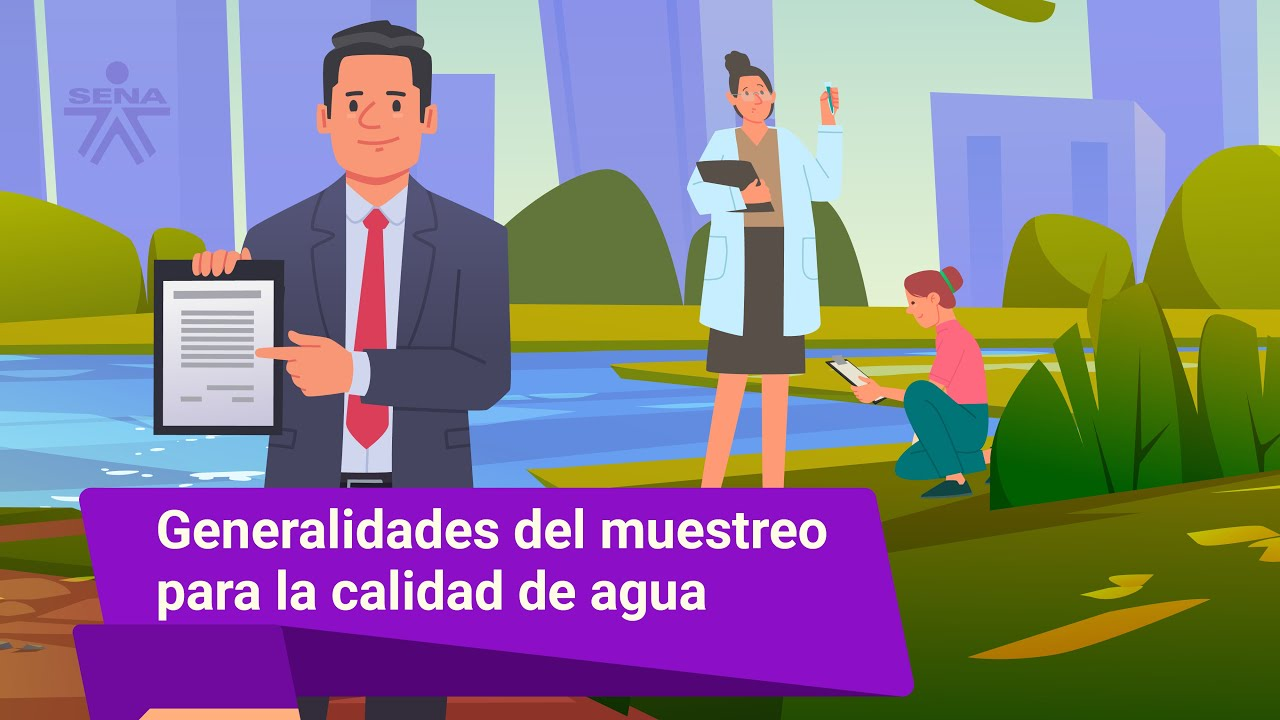 SENA
Generalidades del muestreo
para la calidad de agua